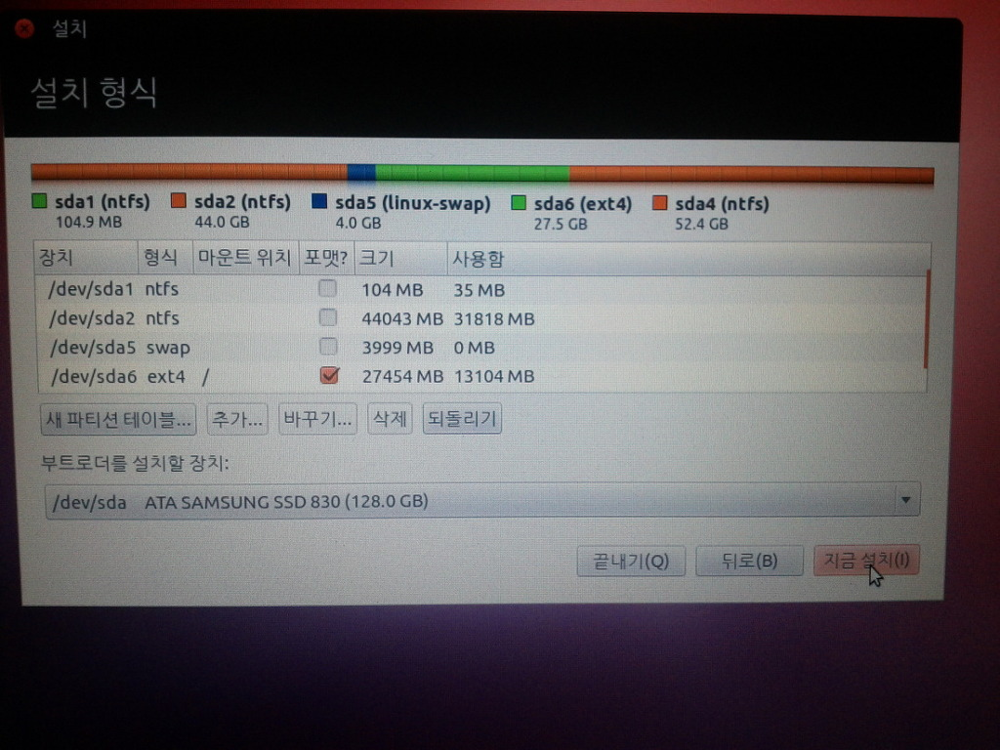 설치
설치 형식
sda1 (ntfs) sda2 (ntfs) sda5 (linux-swap) sda6 (ext4) sda4 (ntfs)
104.9 MB 44.0 GB 4.0 GB 27.5 GB 52.4 GB
장치 형식 마운트 위치 포맷? 크기 사용함
/dev/sda1 ntfs 104 MB 35 MB
/dev/sda2 ntfs 44043 MB 31818 MB
/dev/sda5 swap 3999 MB 0 MB
/dev/sda6 ext4 / 27454 MB 13104 MB
새 파티션 테이블... 추가... 바꾸기... 삭제 되돌리기
부트로더를 설치할 장치:
/dev/sda ATA SAMSUNG SSD 830 (128.0 GB)
끝내기(Q) 뒤로(B) 지금 설치(I)